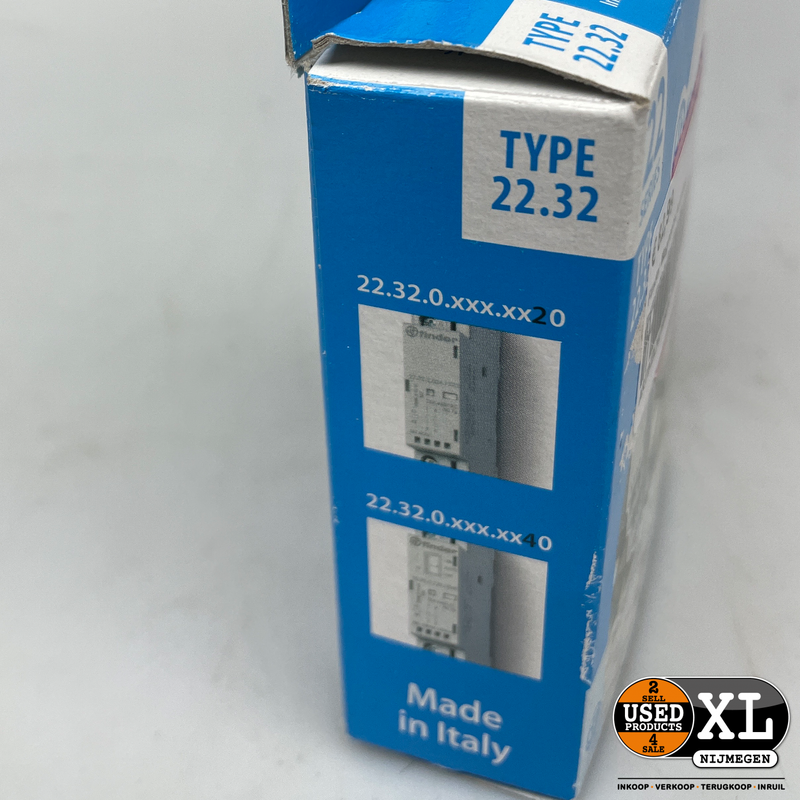 TYPE
22.32
TYPE
22.32
22.32.0.xxx.xx20
finder
22.32.0.xxx.xx40
finder
Made
in Italy
2
SELL
USED
PRODUCTS
4
SALE
XL
NIJMEGEN
INKOOP · VERKOOP · TERUGKOOP · INRUIL